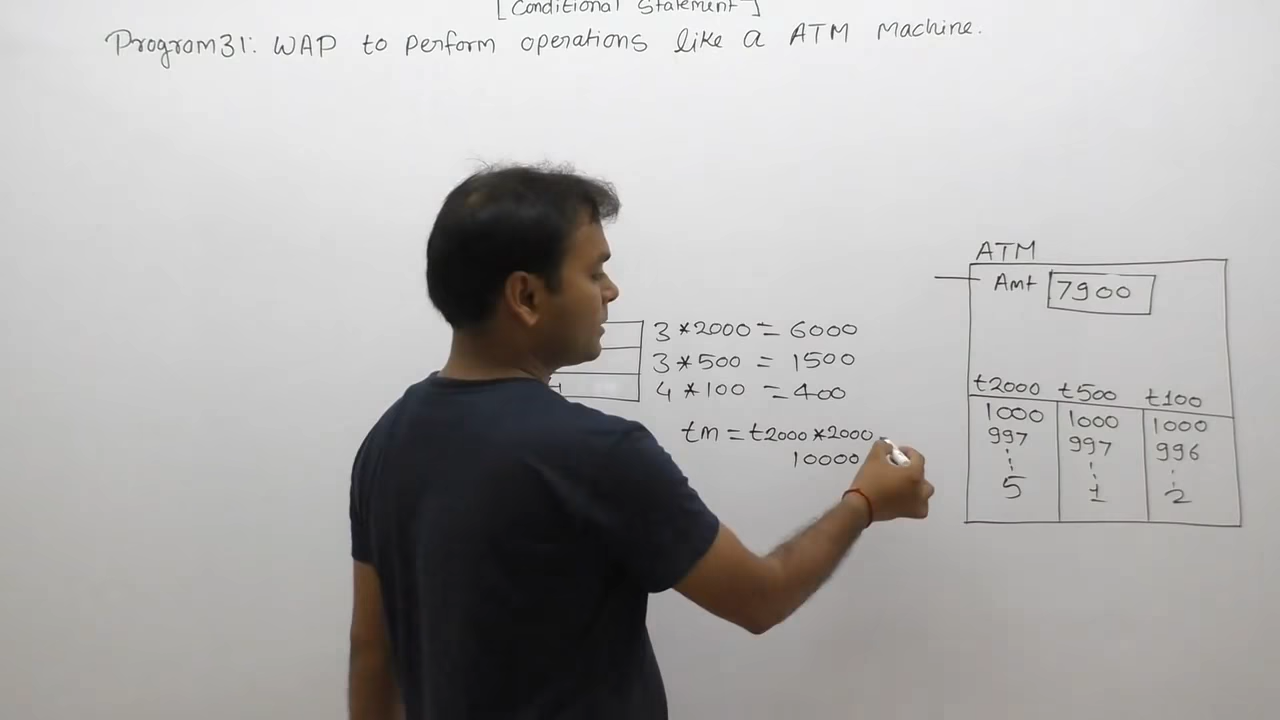 [Conditional Statement]
Program31: WAP to perform operations like a ATM Machine.
3*2000 = 6000
3*500 = 1500
4*100 = 400
tm = t2000*2000
10000
ATM
Amt 7900
t2000 t500 t100
1000 1000 1000
997 997 996
5 1 2